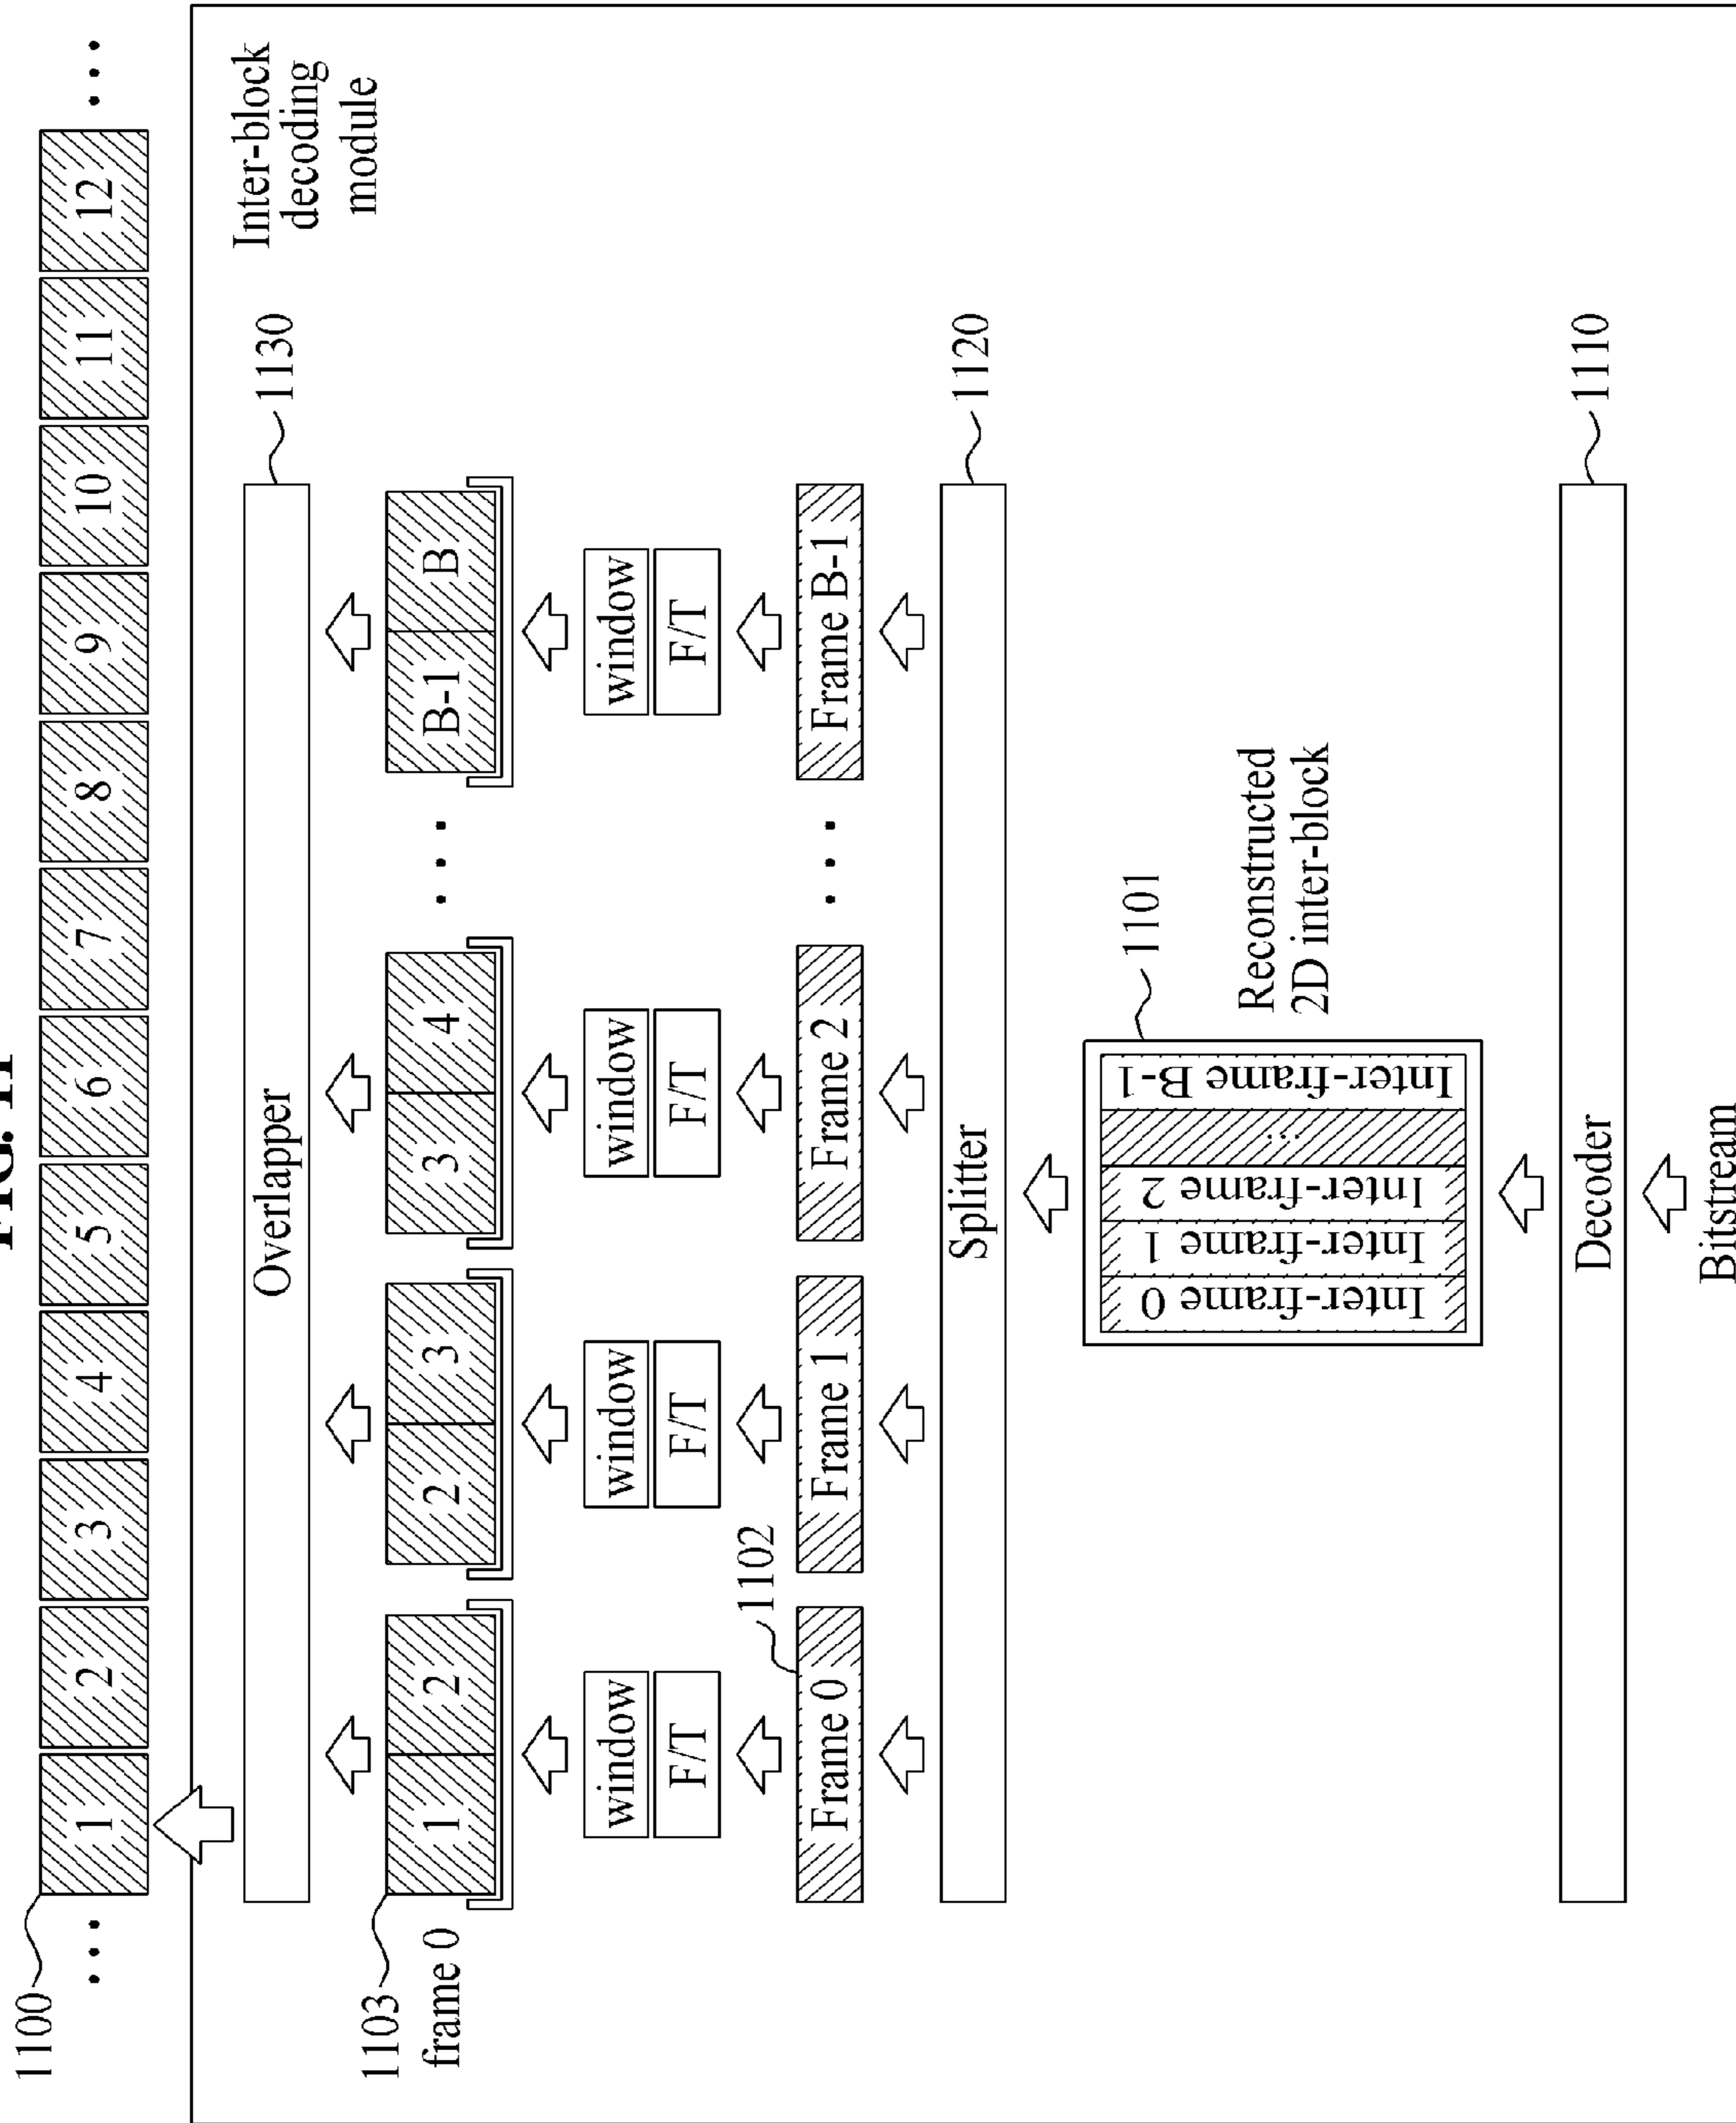 FIG. 11
1100
... 1 2 3 4 5 6 7 8 9 10 11 12 ...
Inter-block
decoding
module
Overlapper
1130
1103
frame 0
1 2
2 3
3 4
...
B-1 B
window
F/T
window
F/T
window
F/T
window
F/T
1102
Frame 0
Frame 1
Frame 2
...
Frame B-1
Splitter
1120
1101
Inter-frame 0
Inter-frame 1
Inter-frame 2
...
Inter-frame B-1
Reconstructed
2D inter-block
Decoder
1110
Bitstream